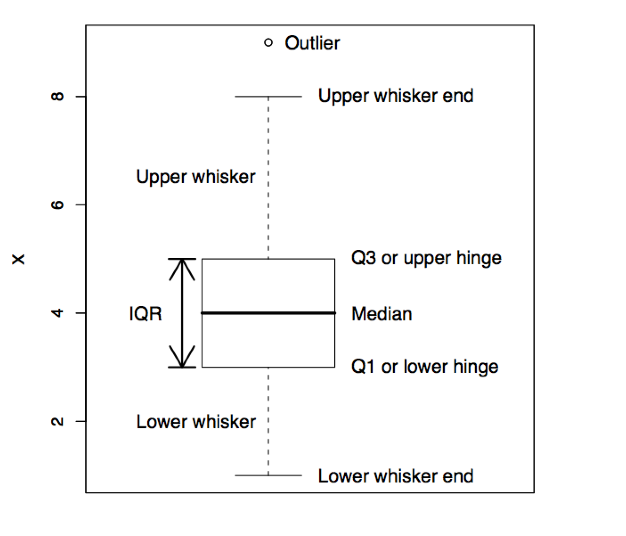 Outlier
8
Upper whisker end
Upper whisker
6
X
Q3 or upper hinge
4
IQR
Median
Q1 or lower hinge
2
Lower whisker
Lower whisker end